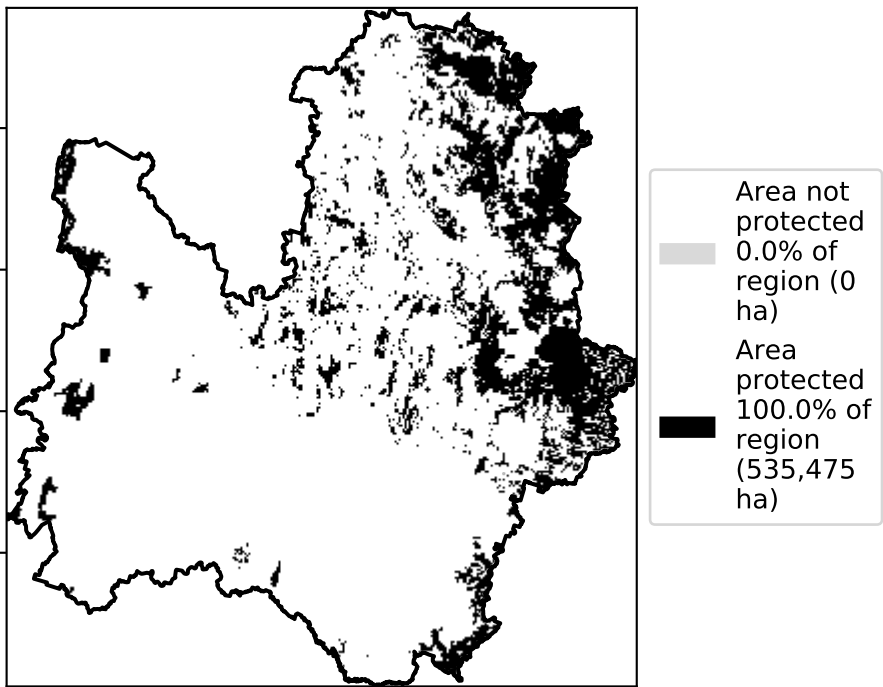 Area not
protected
0.0% of
region (0
ha)
Area
protected
100.0% of
region
(535,475
ha)